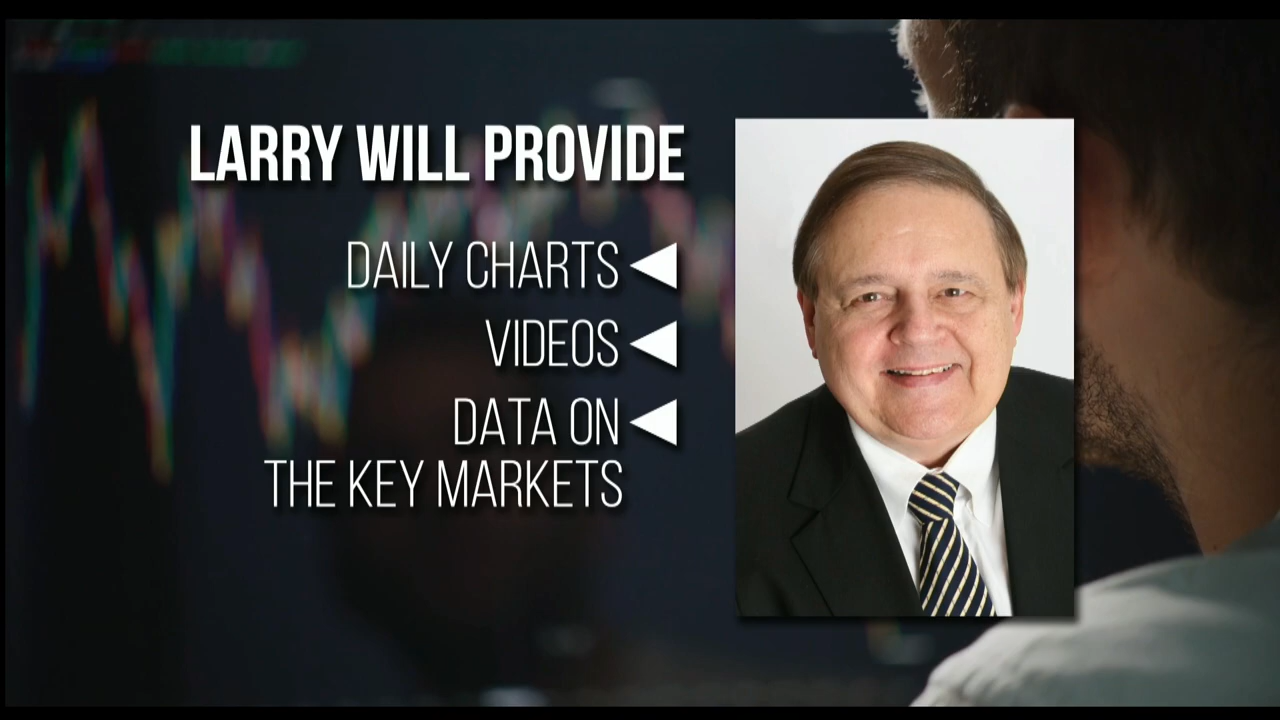 LARRY WILL PROVIDE
DAILY CHARTS
VIDEOS
DATA ON
THE KEY MARKETS